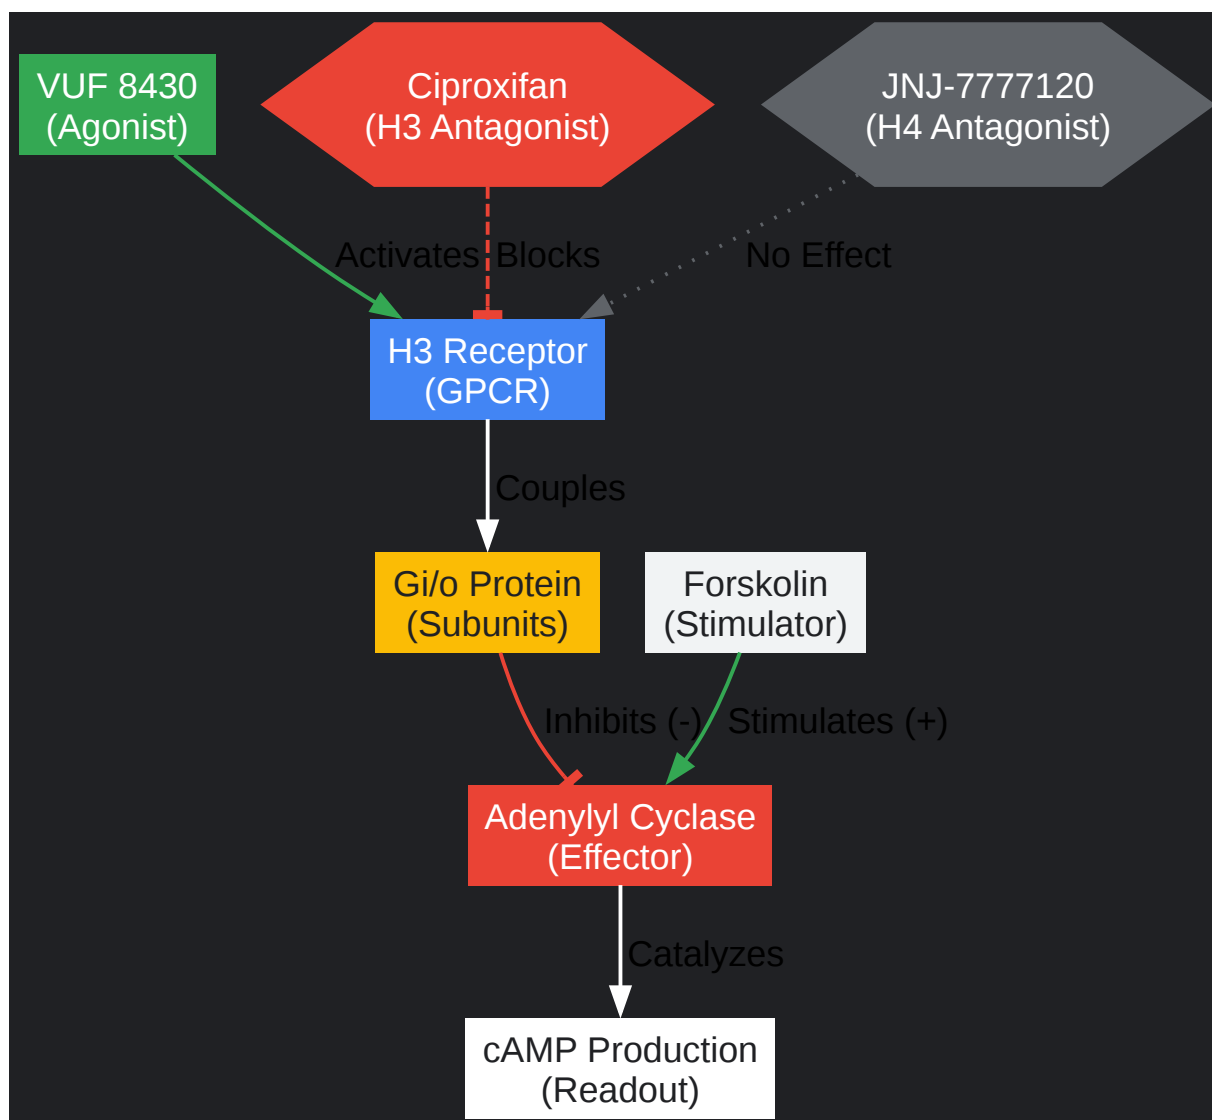 VUF 8430
(Agonist)
Ciproxifan
(H3 Antagonist)
JNJ-7777120
(H4 Antagonist)
Activates
Blocks
No Effect
H3 Receptor
(GPCR)
Couples
Gi/o Protein
(Subunits)
Forskolin
(Stimulator)
Inhibits (-)
Stimulates (+)
Adenylyl Cyclase
(Effector)
Catalyzes
cAMP Production
(Readout)